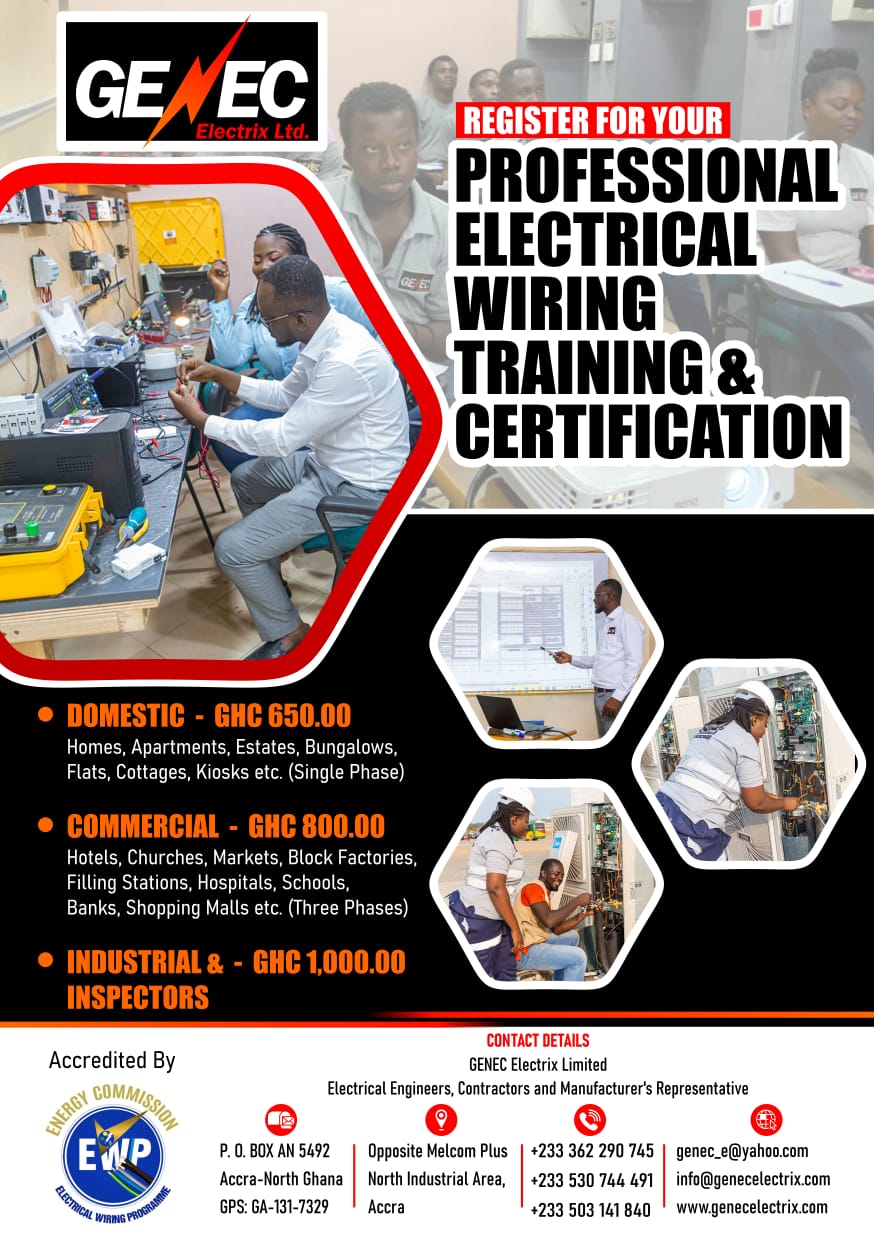 GENEC
Electrix Ltd.
REGISTER FOR YOUR
PROFESSIONAL
ELECTRICAL
WIRING
TRAINING &
CERTIFICATION
GENEC
• DOMESTIC - GHC 650.00
Homes, Apartments, Estates, Bungalows,
Flats, Cottages, Kiosks etc. (Single Phase)
• COMMERCIAL - GHC 800.00
Hotels, Churches, Markets, Block Factories,
Filling Stations, Hospitals, Schools,
Banks, Shopping Malls etc. (Three Phases)
• INDUSTRIAL & - GHC 1,000.00
INSPECTORS
Accredited By
ENERGY COMMISSION
EWP
ELECTRICAL WIRING PROGRAMME
CONTACT DETAILS
GENEC Electrix Limited
Electrical Engineers, Contractors and Manufacturer's Representative
P. O. BOX AN 5492
Accra-North Ghana
GPS: GA-131-7329
Opposite Melcom Plus
North Industrial Area,
Accra
+233 362 290 745
+233 530 744 491
+233 503 141 840
genec_e@yahoo.com
info@genecelectrix.com
www.genecelectrix.com